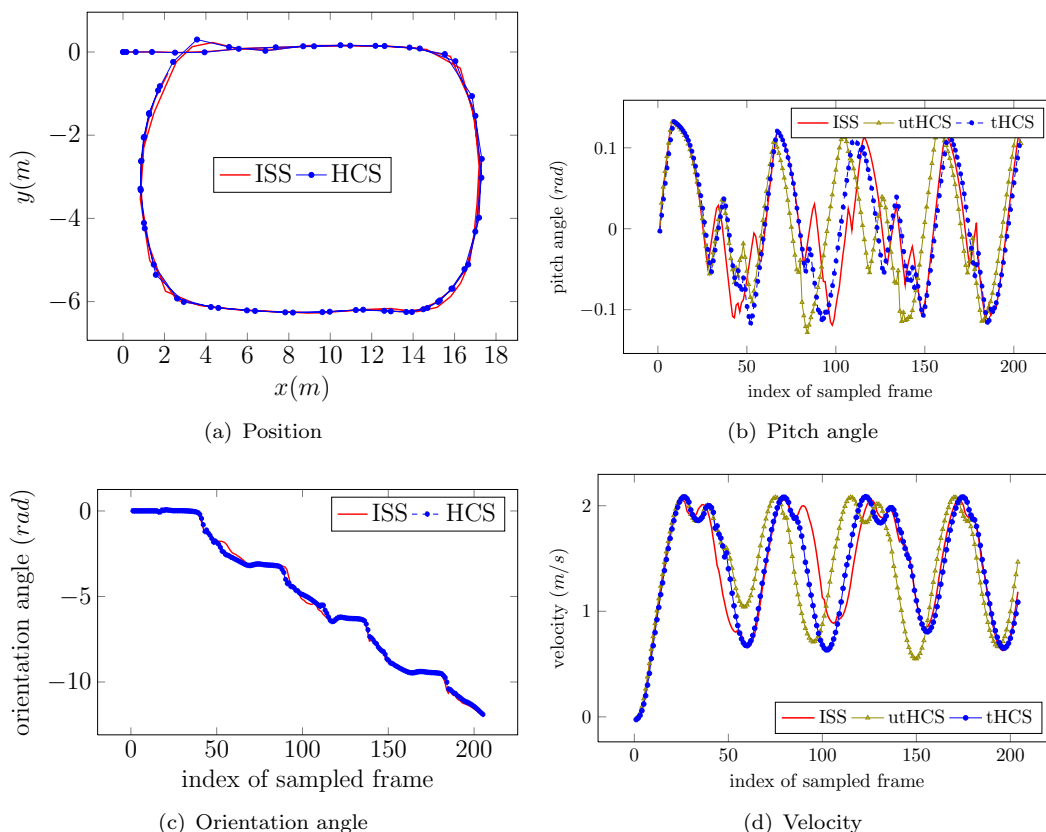 0
−2
−4
−6
y(m)
ISS HCS
0 2 4 6 8 10 12 14 16 18
x(m)
(a) Position
ISS utHCS tHCS
0.1
0
−0.1
pitch angle (rad)
0 50 100 150 200
index of sampled frame
(b) Pitch angle
ISS HCS
0
−5
−10
orientation angle (rad)
0 50 100 150 200
index of sampled frame
(c) Orientation angle
2
1
0
velocity (m/s)
ISS utHCS tHCS
0 50 100 150 200
index of sampled frame
(d) Velocity